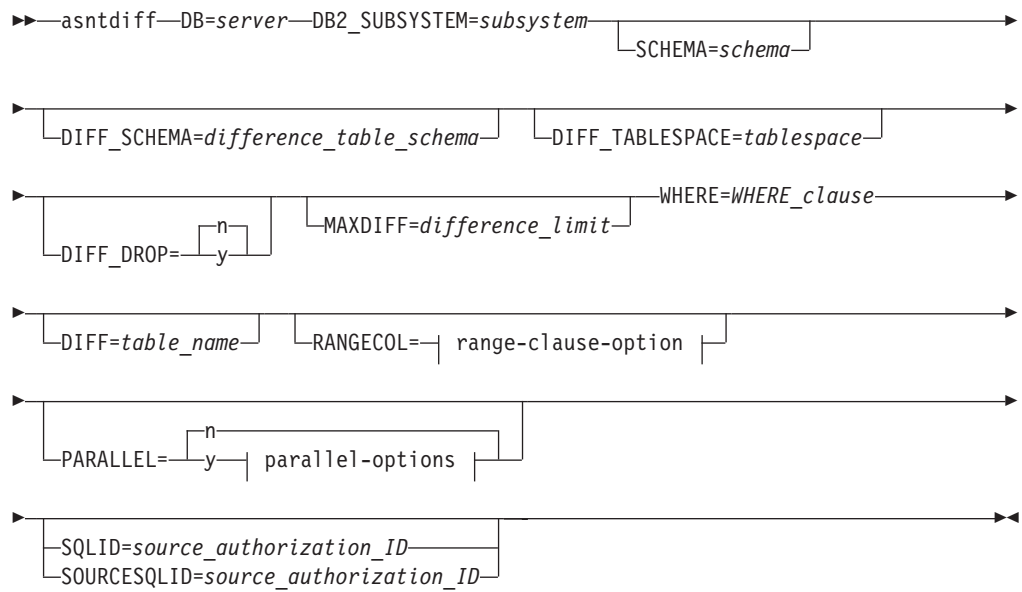 asntdiff DB=server DB2_SUBSYSTEM=subsystem
SCHEMA=schema
DIFF_SCHEMA=difference_table_schema DIFF_TABLESPACE=tablespace
WHERE=WHERE_clause
n
MAXDIFF=difference_limit
DIFF_DROP= y
DIFF=table_name RANGECOL= range-clause-option
n
PARALLEL= y parallel-options
SQLID=source_authorization_ID
SOURCESQLID=source_authorization_ID